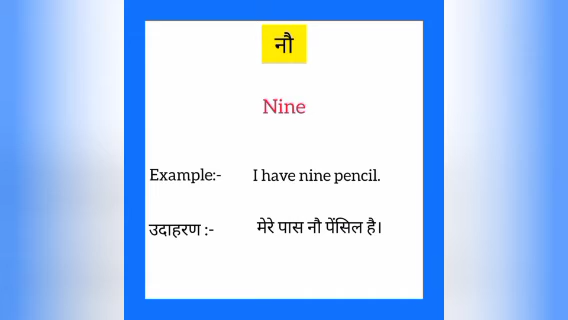 नौ
Nine
Example:- I have nine pencil.
उदाहरण :- मेरे पास नौ पेंसिल है।